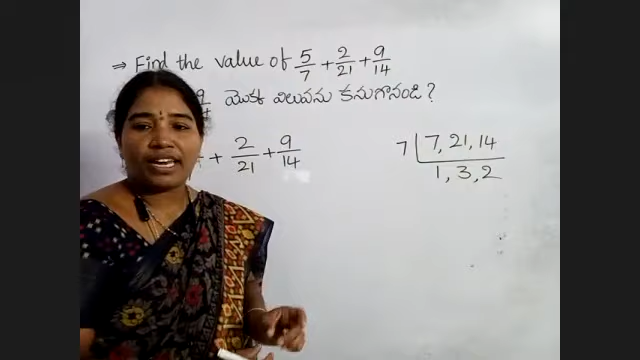 ⇒ Find the value of 5/7 + 2/21 + 9/14
యొక్క విలువను కనుగొనండి?
+ 2/21 + 9/14
7 | 7, 21, 14
1, 3, 2